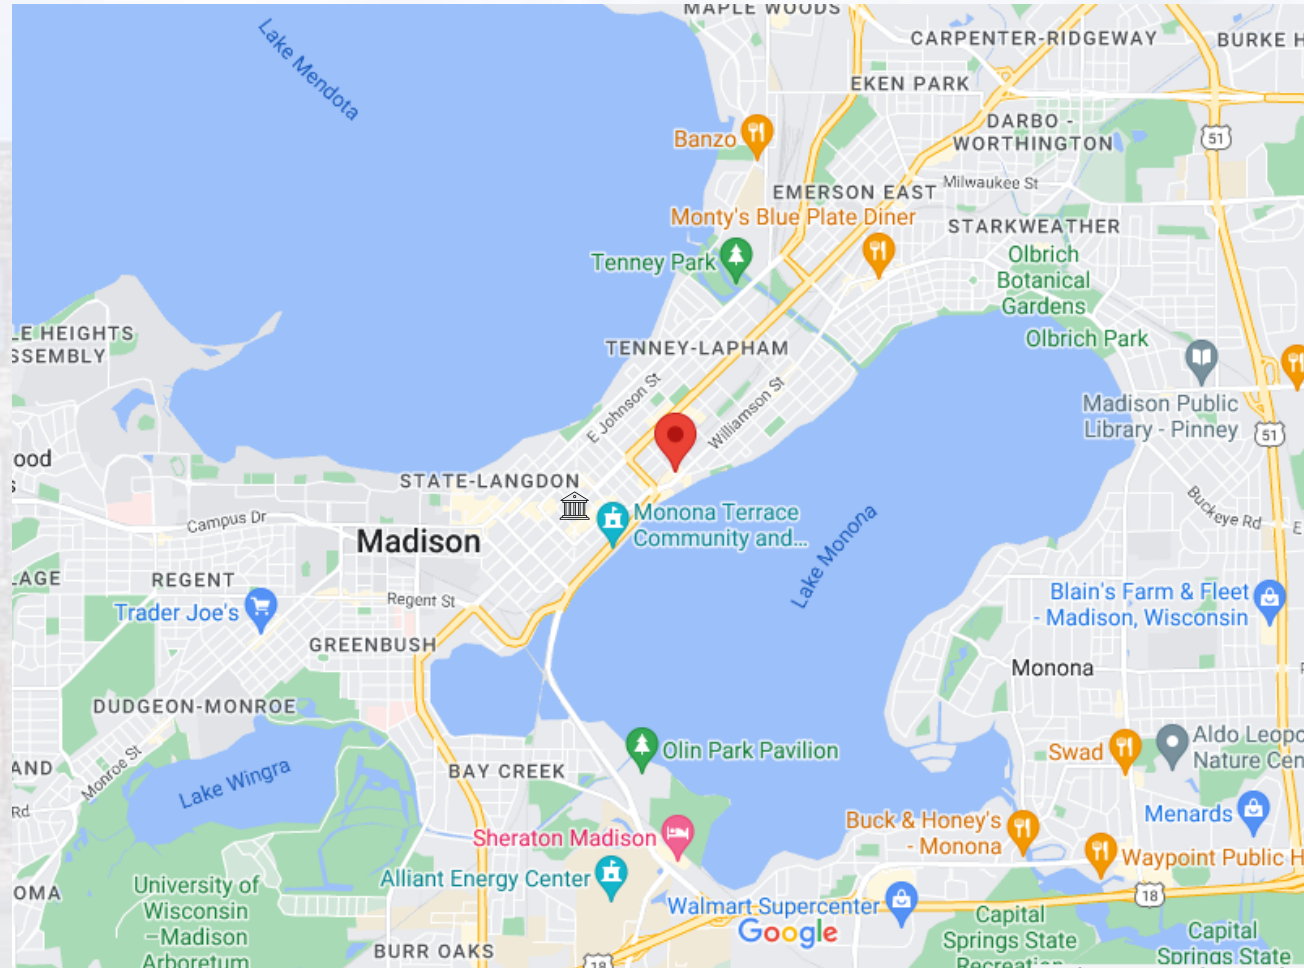 MAPLE WOODS
Lake Mendota
CARPENTER-RIDGEWAY
BURKE H
EKEN PARK
DARBO -
WORTHINGTON
51
Banzo
EMERSON EAST
Milwaukee St
Monty's Blue Plate Diner
STARKWEATHER
Tenney Park
Olbrich
Botanical
Gardens
LE HEIGHTS
SSEMBLY
Olbrich Park
TENNEY-LAPHAM
E Johnson St
Williamson St
Madison Public
Library - Pinney
51
ood
s
STATE-LANGDON
Campus Dr
Monona Terrace
Community and...
Madison
Lake Monona
Buckeye Rd
E
LAGE
REGENT
Trader Joe's
Regent St
Blain's Farm & Fleet
- Madison, Wisconsin
GREENBUSH
Monona
DUDGEON-MONROE
Monroe St
AND
Lake Wingra
Rd
BAY CREEK
Olin Park Pavilion
Swad
Aldo Leopo
Nature Cen
Sheraton Madison
Buck & Honey's
- Monona
Menards
Waypoint Public H
OMA
University of
Wisconsin
-Madison
Arboretum
Alliant Energy Center
Walmart Supercenter
18
Google
Capital
Springs State
Recreation
Capital
Springs State
BURR OAKS
18